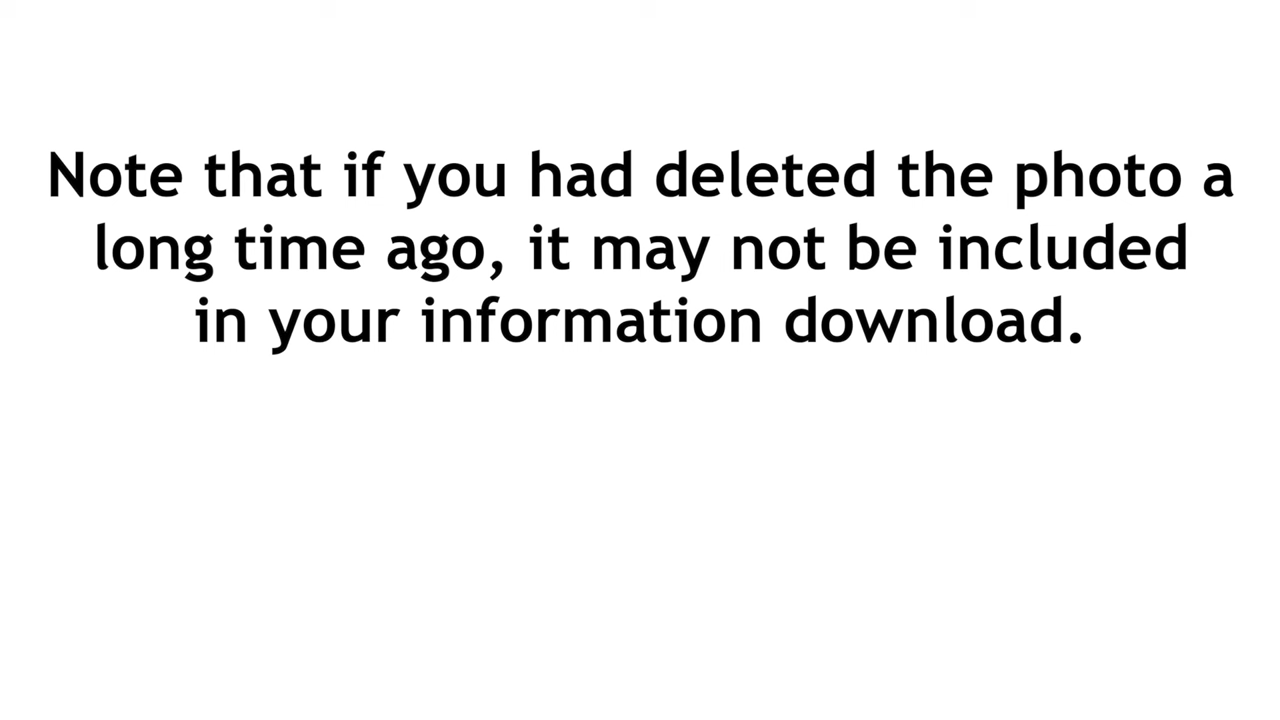 Note that if you had deleted the photo a
long time ago, it may not be included
in your information download.